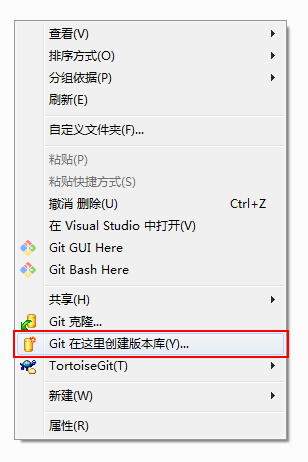 查看(V)
排序方式(O)
分组依据(P)
刷新(E)
自定义文件夹(F)...
粘贴(P)
粘贴快捷方式(S)
撤消 删除(U) Ctrl+Z
在 Visual Studio 中打开(V)
Git GUI Here
Git Bash Here
共享(H)
Git 克隆...
Git 在这里创建版本库(Y)...
TortoiseGit(T)
新建(W)
属性(R)